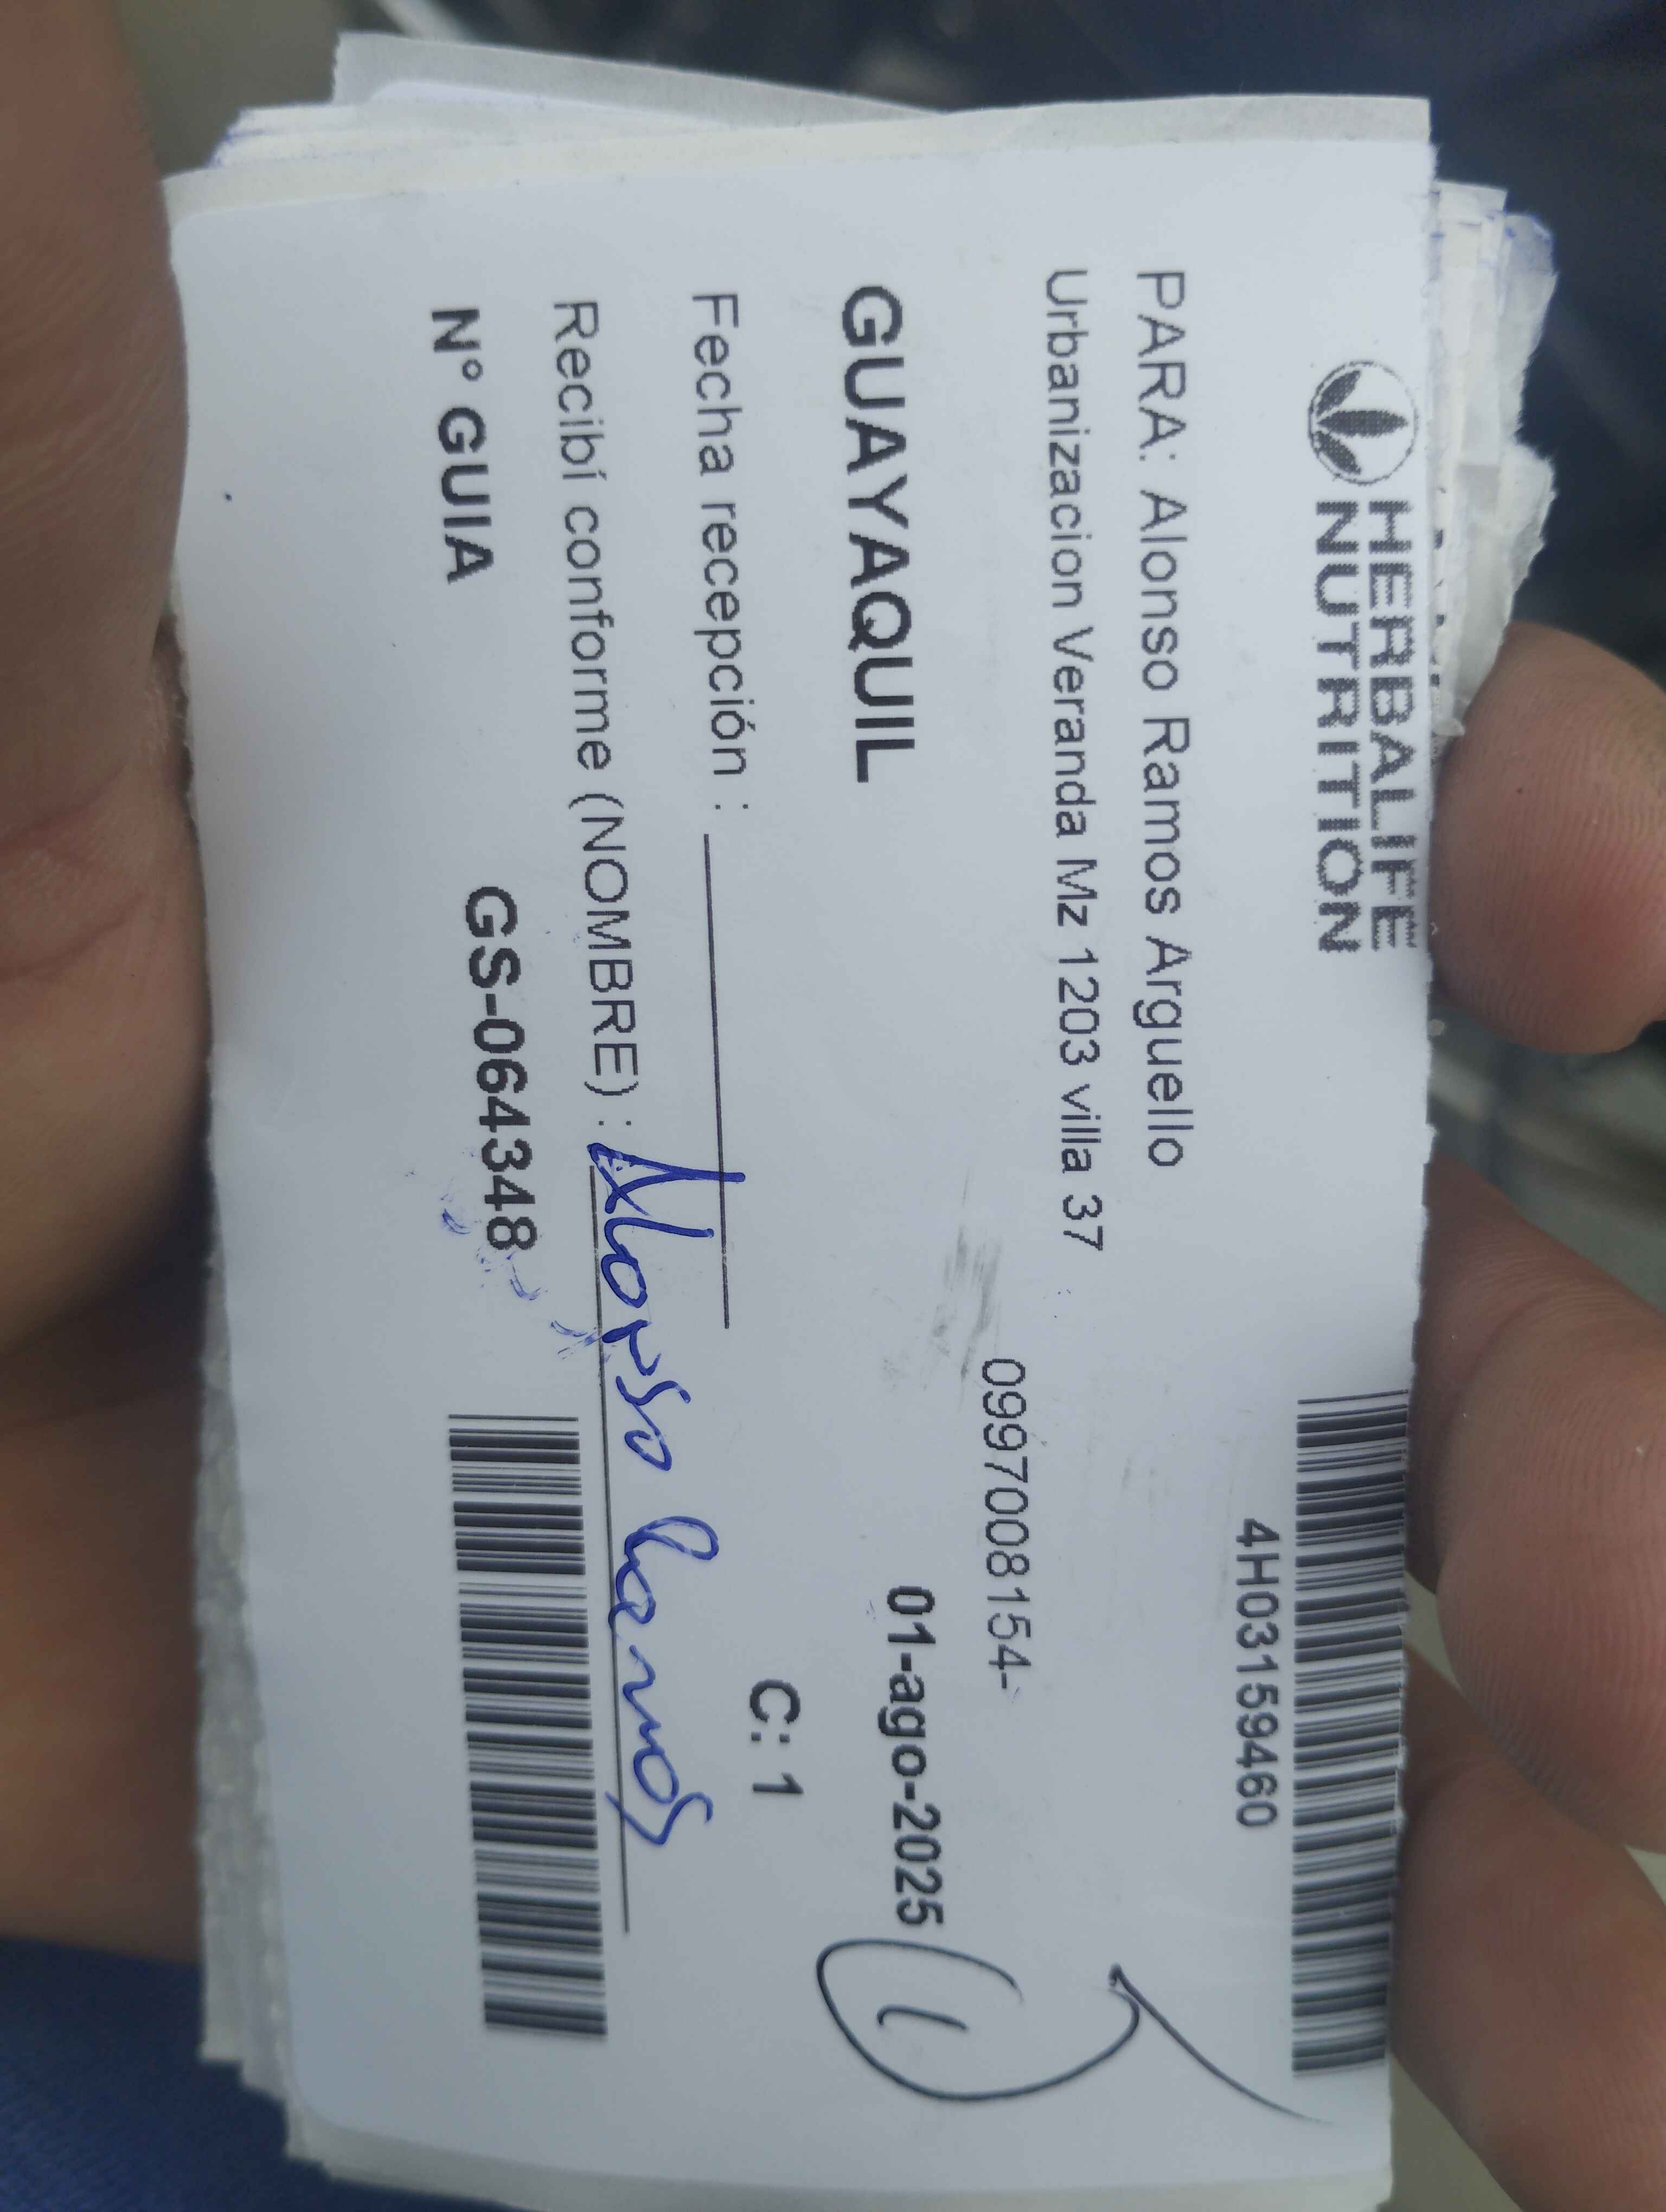 HERBALIFE
NUTRITION
4H03159460
PARA: Alonso Ramos Arguello
Urbanizacion Veranda Mz 1203 villa 37
0997008154-
GUAYAQUIL
01-ago-2025
1
Fecha recepción :
C: 1
Recibí conforme (NOMBRE) : Alonso Ramos
N° GUIA GS-064348